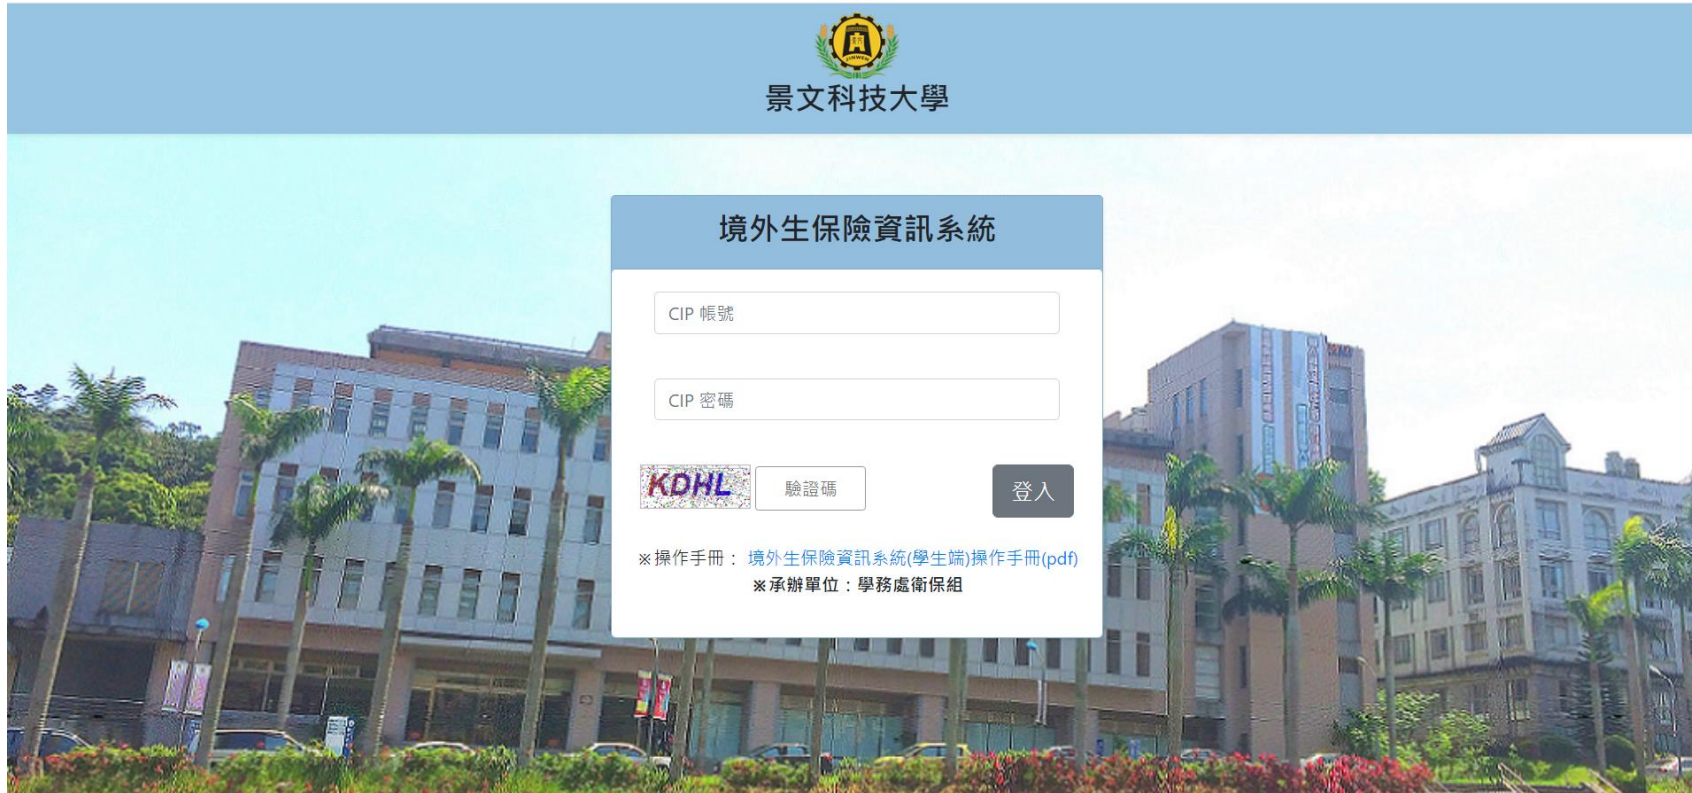 JINWEN
景文科技大學
境外生保險資訊系統
CIP 帳號
CIP 密碼
KDHL 驗證碼 登入
※操作手冊： 境外生保險資訊系統(學生端)操作手冊(pdf)
※承辦單位：學務處衛保組